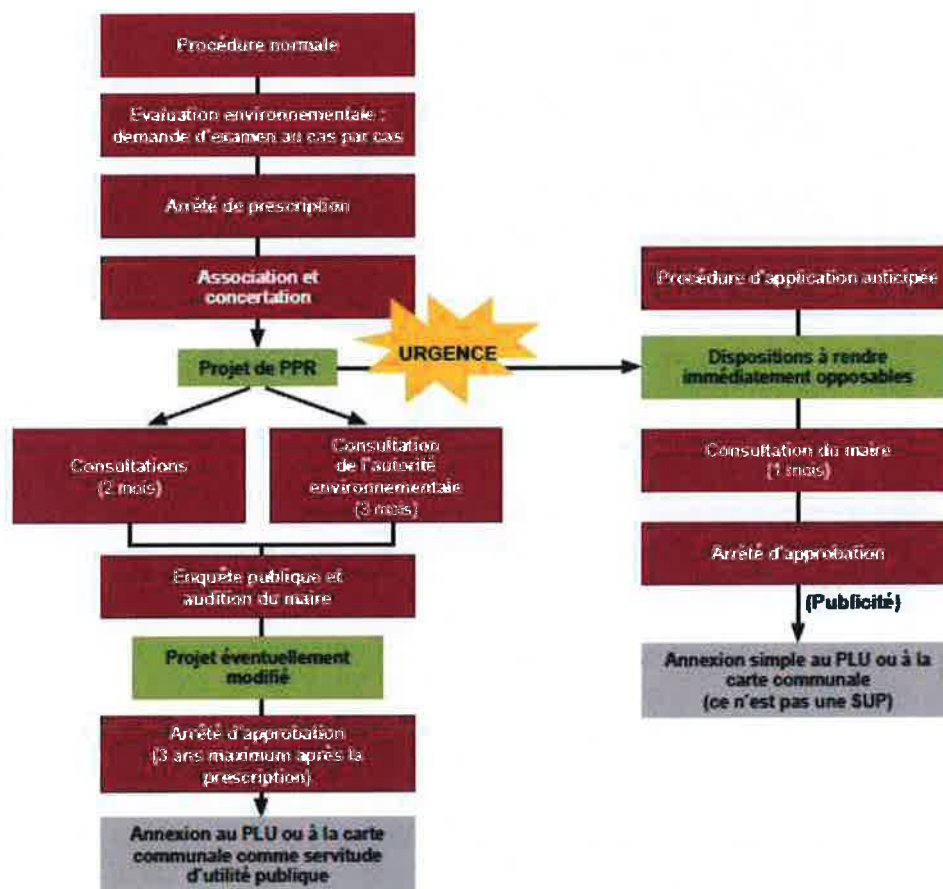 Procédure normale
Evaluation environnementale :
demande d'examen au cas par cas
Arrêté de prescription
Association et
concertation
Projet de PPR
URGENCE
Consultations
(2 mois)
Consultation
de l'autorité
environnementale
(3 mois)
Enquête publique et
audition du maire
Projet éventuellement
modifié
Arrêté d'approbation
(3 ans maximum après la
prescription)
Annexion au PLU ou à la carte
communale comme servitude
d'utilité publique
Procédure d'application anticipée
Dispositions à rendre
immédiatement opposables
Consultation du maire
(1 mois)
Arrêté d'approbation
(Publicité)
Annexion simple au PLU ou à la
carte communale
(ce n'est pas une SUP)